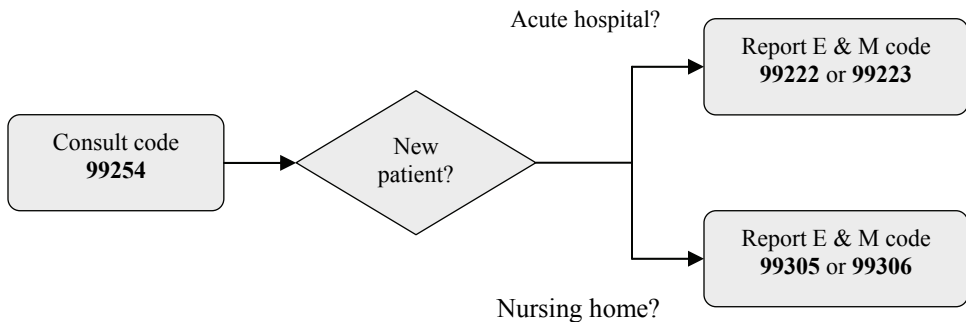 Acute hospital?
Report E & M code
99222 or 99223
Consult code
99254
New
patient?
Report E & M code
99305 or 99306
Nursing home?